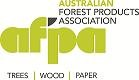 AUSTRALIAN
FOREST PRODUCTS
ASSOCIATION
afpa
TREES | WOOD | PAPER